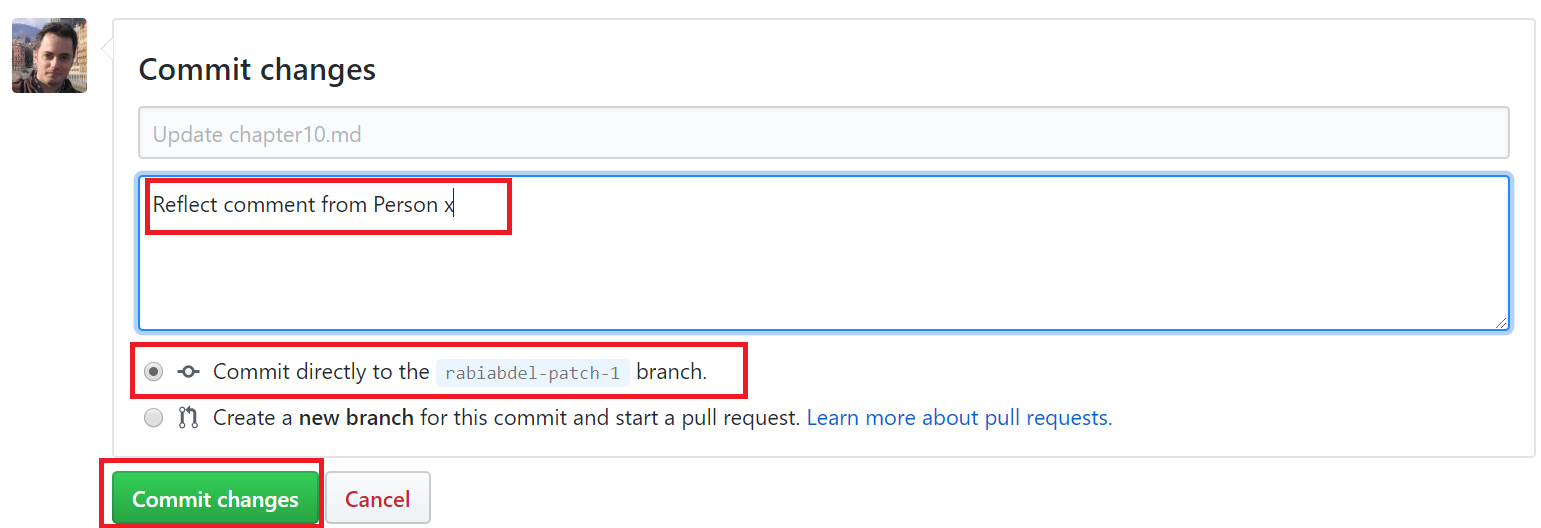 Commit changes
Update chapter10.md
Reflect comment from Person x
Commit directly to the rabiabdel-patch-1 branch.
Create a new branch for this commit and start a pull request. Learn more about pull requests.
Commit changes Cancel